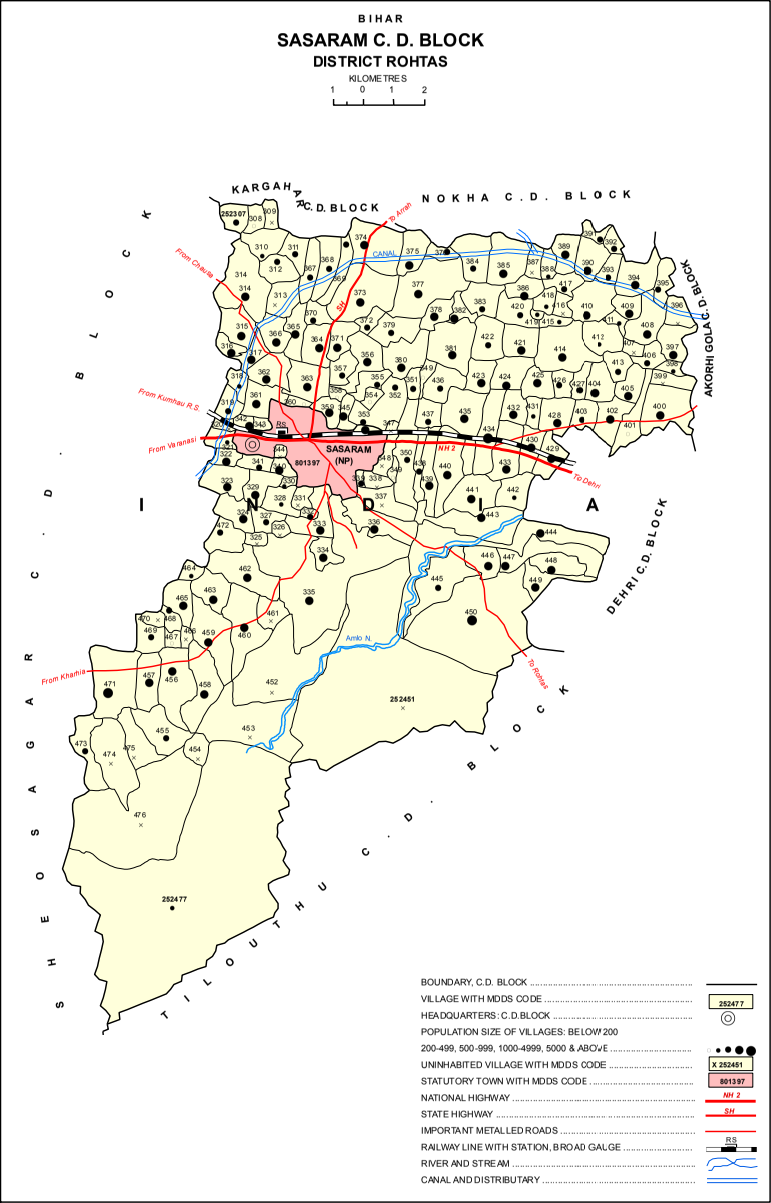 BIHAR
SASARAM C. D. BLOCK
DISTRICT ROHTAS
KILOMETRES
1 0 1 2
KARGAHAR C.D. BLOCK
NOKHA C.D. BLOCK
AKORHI GOLA C.D. BLOCK
DEHRI C.D. BLOCK
TILOUTHU C.D. BLOCK
SHEOSAGAR C.D. BLOCK
INDIA
To Arrah
From Chausa
From Kumhau R.S.
From Varanasi
From Kharhia
To Dehri
To Rohtas
CANAL
SH
NH 2
RS
SASARAM
(NP)
801397
Amlo N.
252307 308 309
310 311 312 313 314 314
367 368 369 374 375 376
384 385 387 388 389 390 391 392 393 394 395 396
315 316 317 318 319 320
366 365 370 364 371 373 372 379 377 378 382 383
386 420 418 417 416 419 415 410 409 411 408 407
412 413 414 421 422 381 380 356 357
406 397 398 399 405 404 427 426 425 424 423 436
349 351 352 354 355 358 363 362 361 360
359 345 353 347 437 435 432 431 434 428 403 402 401 400
342 343 344 341 340 322 323 329 330
350 348 349 438 439 440 433 430 429
339 338 337 336 441 442 443 444
324 327 328 331 332 326 325 333 334 472
464 462 463 465 335 461 460 459
445 446 447 448 449 450
470 468 469 467 466
471 457 456 458 452 453 252451
473 474 475 455 454
476
252477
BOUNDARY, C.D. BLOCK
VILLAGE WITH MDDS CODE 252477
HEADQUARTERS: C.D.BLOCK
POPULATION SIZE OF VILLAGES: BELOW 200
200-499, 500-999, 1000-4999, 5000 & ABOVE
UNINHABITED VILLAGE WITH MDDS CODE X 252451
STATUTORY TOWN WITH MDDS CODE 801397
NATIONAL HIGHWAY NH 2
STATE HIGHWAY SH
IMPORTANT METALLED ROADS
RAILWAY LINE WITH STATION, BROAD GAUGE RS
RIVER AND STREAM
CANAL AND DISTRIBUTARY